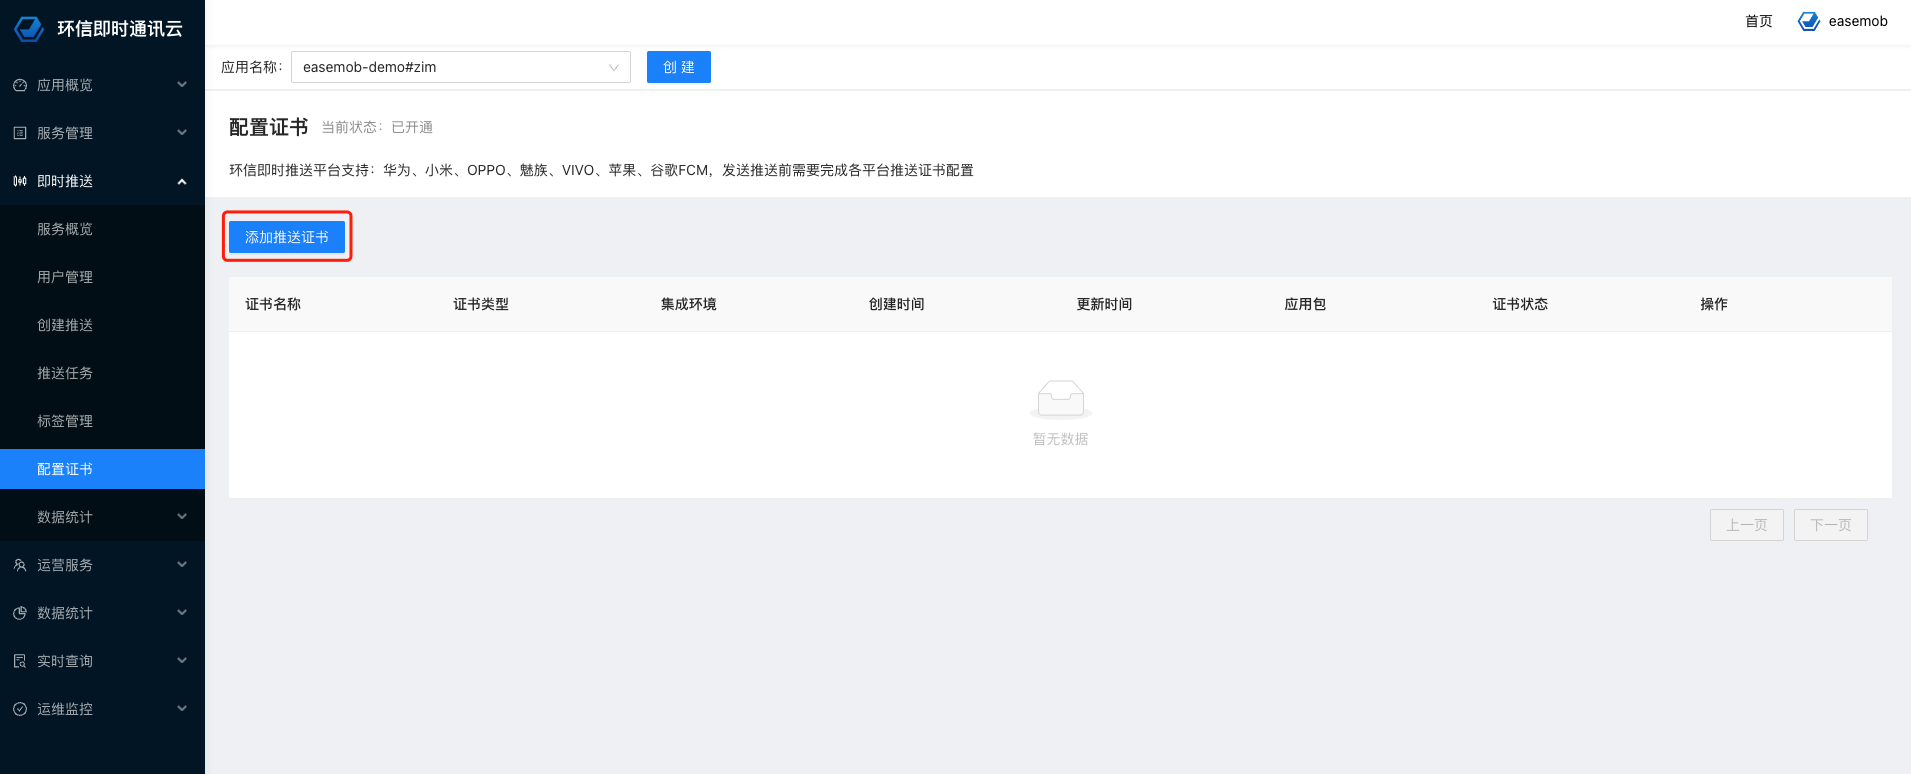 环信即时通讯云
首页
easemob
应用名称：
easemob-demo#zim
创 建
应用概览
服务管理
即时推送
服务概览
用户管理
创建推送
推送任务
标签管理
配置证书
数据统计
运营服务
数据统计
实时查询
运维监控
配置证书 当前状态：已开通
环信即时推送平台支持：华为、小米、OPPO、魅族、VIVO、苹果、谷歌FCM，发送推送前需要完成各平台推送证书配置
添加推送证书
证书名称 证书类型 集成环境 创建时间 更新时间 应用包 证书状态 操作
暂无数据
上一页 下一页